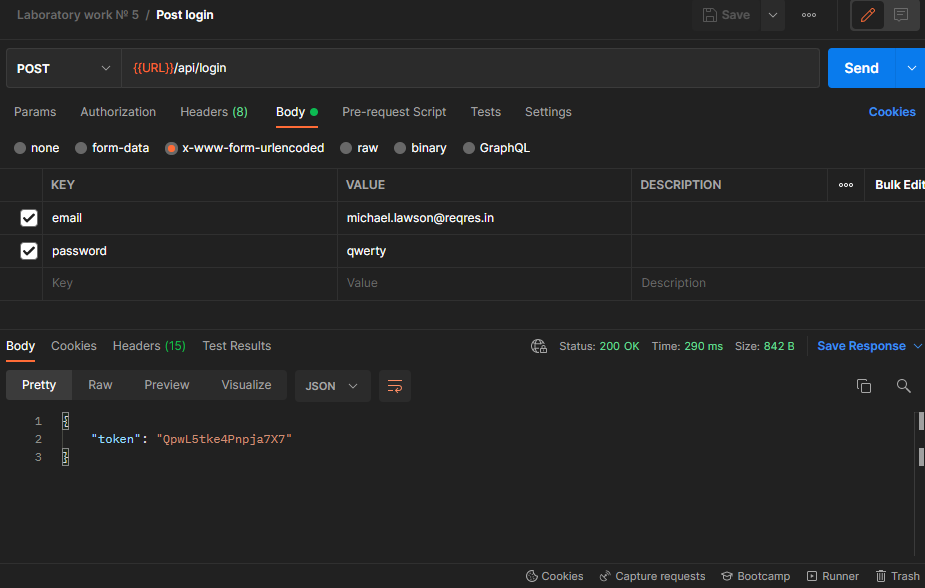 Laboratory work № 5 / Post login
Save
POST {{URL}}/api/login Send
Params Authorization Headers (8) Body Pre-request Script Tests Settings Cookies
none form-data x-www-form-urlencoded raw binary GraphQL
KEY VALUE DESCRIPTION Bulk Edit
email michael.lawson@reqres.in
password qwerty
Key Value Description
Body Cookies Headers (15) Test Results Status: 200 OK Time: 290 ms Size: 842 B Save Response
Pretty Raw Preview Visualize JSON
1 {
2 "token": "QpwL5tke4Pnpja7X7"
3 }
Cookies Capture requests Bootcamp Runner Trash